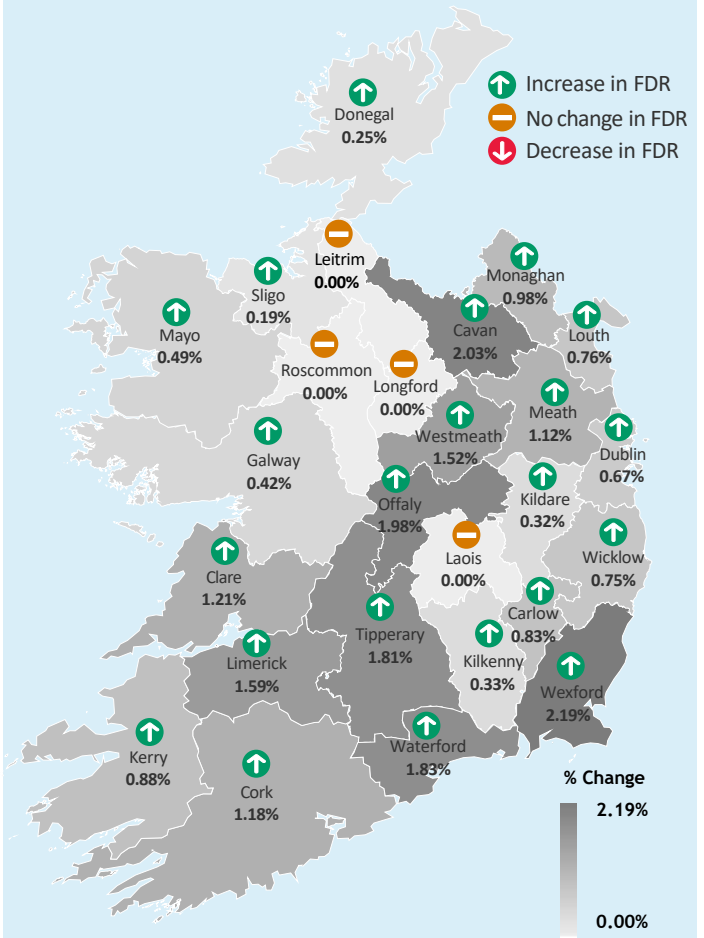 Increase in FDR
No change in FDR
Decrease in FDR
Donegal
0.25%
Leitrim
0.00%
Sligo
0.19%
Monaghan
0.98%
Mayo
0.49%
Cavan
2.03%
Louth
0.76%
Roscommon
0.00%
Longford
0.00%
Meath
1.12%
Westmeath
1.52%
Dublin
0.67%
Galway
0.42%
Offaly
1.98%
Kildare
0.32%
Laois
0.00%
Wicklow
0.75%
Clare
1.21%
Carlow
0.83%
Tipperary
1.81%
Kilkenny
0.33%
Limerick
1.59%
Wexford
2.19%
Kerry
0.88%
Waterford
1.83%
Cork
1.18%
% Change
2.19%
0.00%